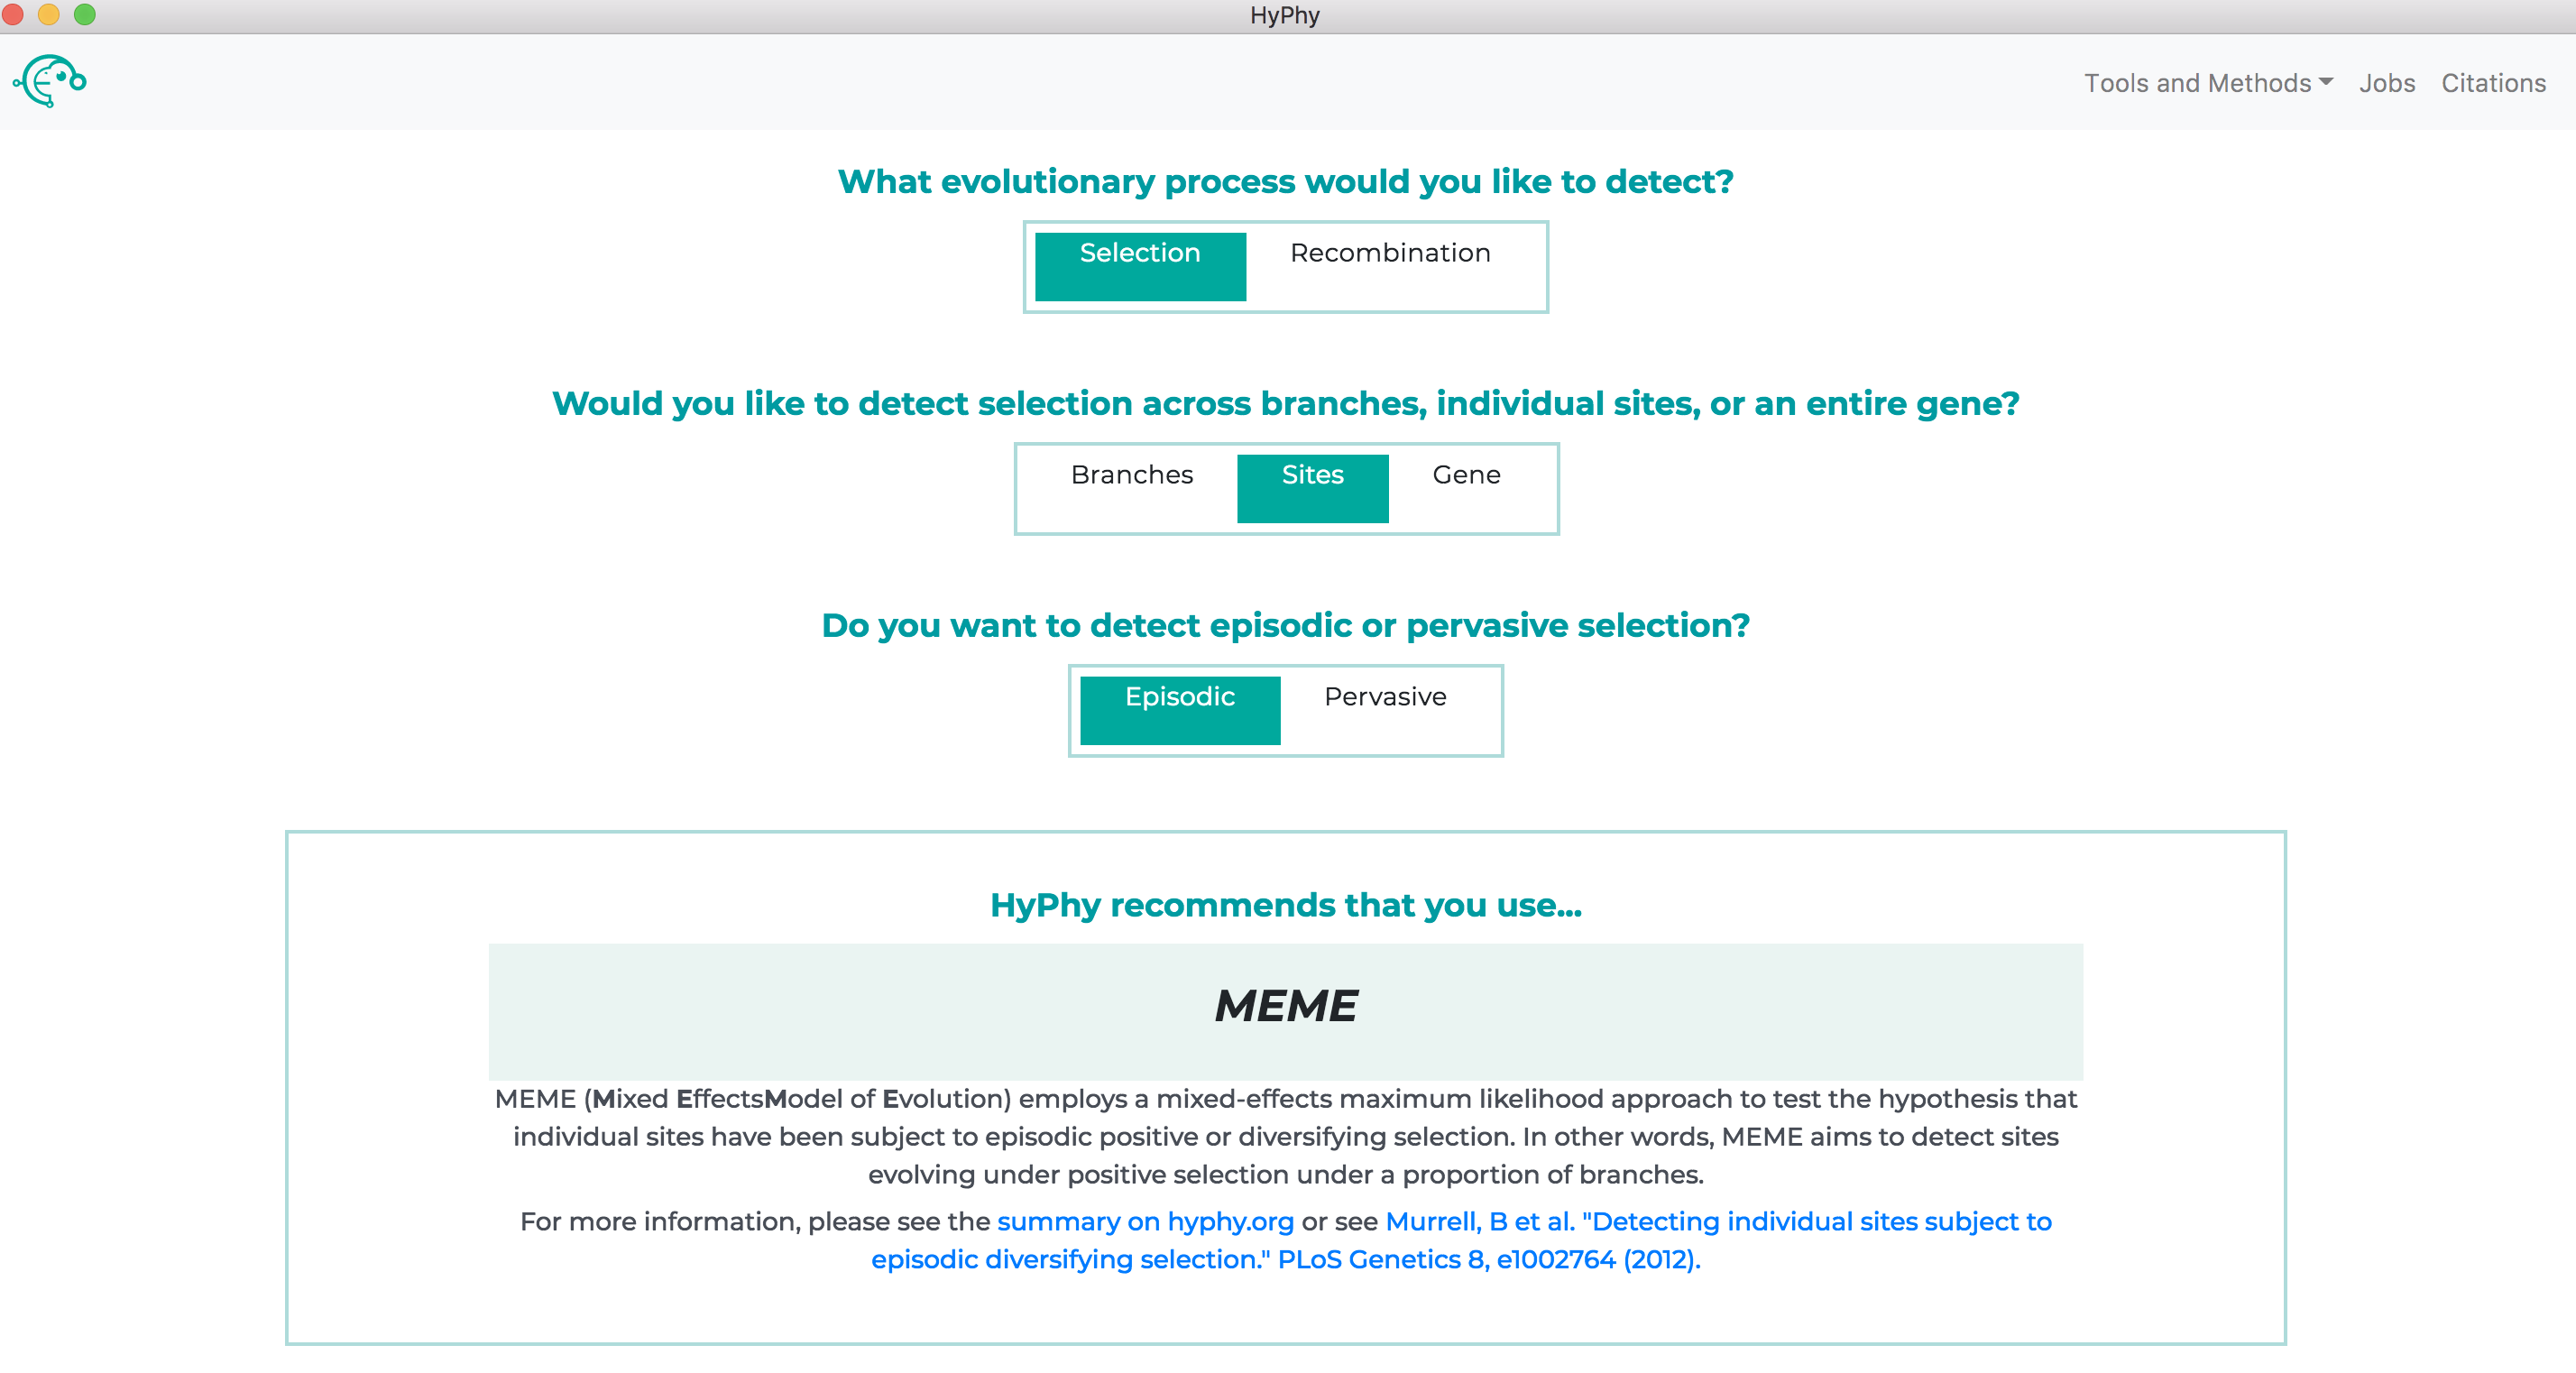 HyPhy
Tools and Methods Jobs Citations
What evolutionary process would you like to detect?
Selection Recombination
Would you like to detect selection across branches, individual sites, or an entire gene?
Branches Sites Gene
Do you want to detect episodic or pervasive selection?
Episodic Pervasive
HyPhy recommends that you use...
MEME
MEME (Mixed EffectsModel of Evolution) employs a mixed-effects maximum likelihood approach to test the hypothesis that
individual sites have been subject to episodic positive or diversifying selection. In other words, MEME aims to detect sites
evolving under positive selection under a proportion of branches.
For more information, please see the summary on hyphy.org or see Murrell, B et al. "Detecting individual sites subject to
episodic diversifying selection." PLoS Genetics 8, e1002764 (2012).